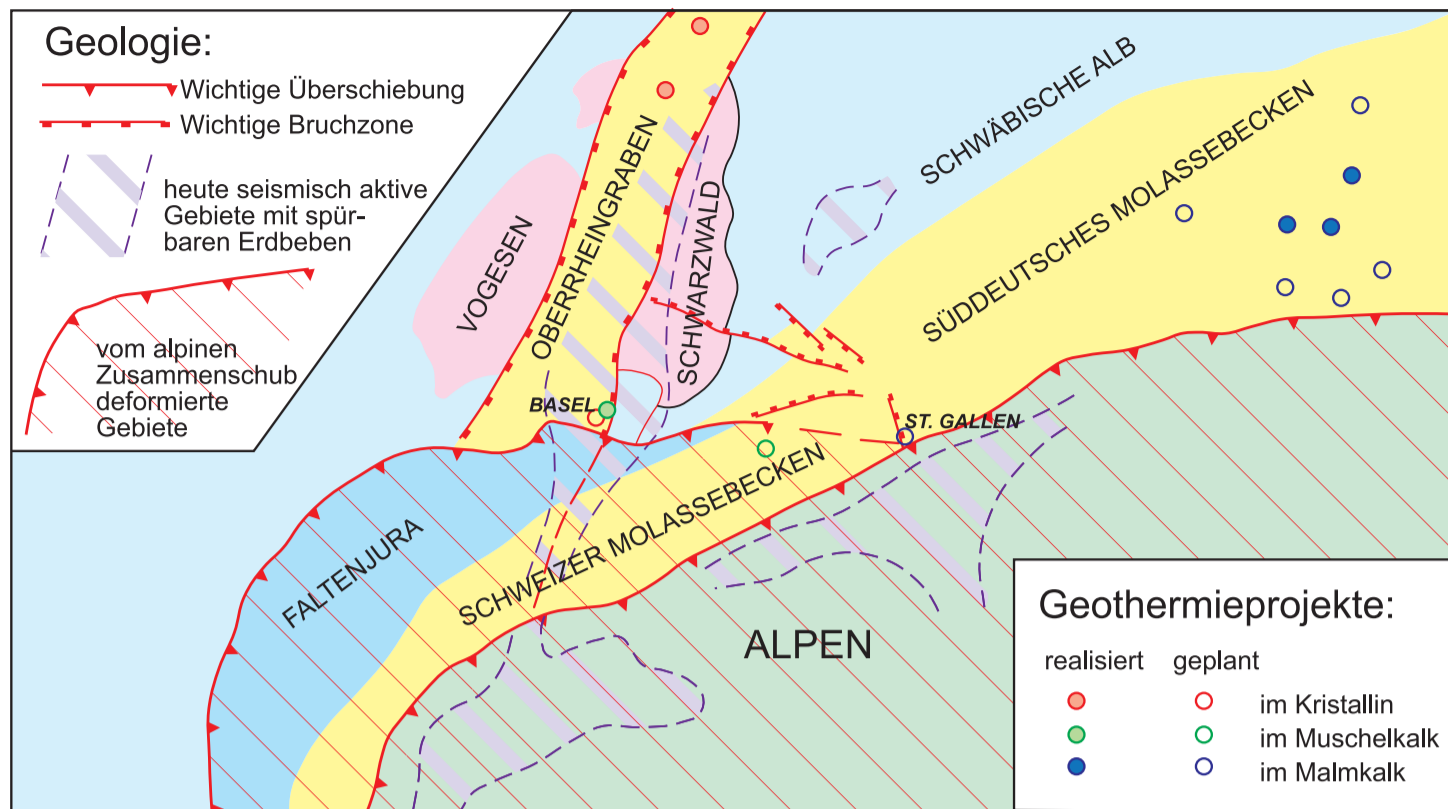 Geologie:
Wichtige Überschiebung
Wichtige Bruchzone
heute seismisch aktive
Gebiete mit spür-
baren Erdbeben
vom alpinen
Zusammenschub
deformierte
Gebiete
VOGESEN
OBERRHEINGRABEN
SCHWARZWALD
SCHWÄBISCHE ALB
SÜDDEUTSCHES MOLASSEBECKEN
BASEL
ST. GALLEN
FALTENJURA
SCHWEIZER MOLASSEBECKEN
ALPEN
Geothermieprojekte:
realisiert geplant
im Kristallin
im Muschelkalk
im Malmkalk